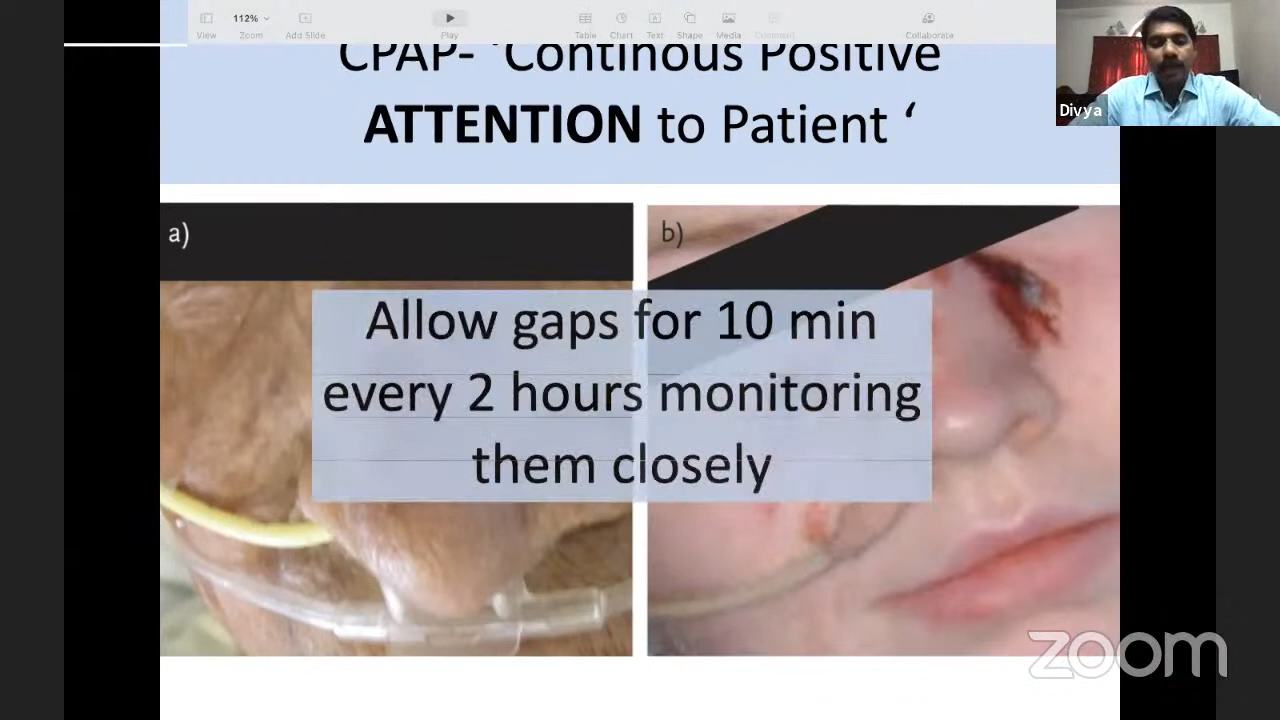 112%
View
Zoom
Add Slide
Play
Table
Chart
Text
Shape
Media
Comment
Collaborate
Divya
CPAP- 'Continous Positive
ATTENTION to Patient ‘
a)
b)
Allow gaps for 10 min
every 2 hours monitoring
them closely
zoom